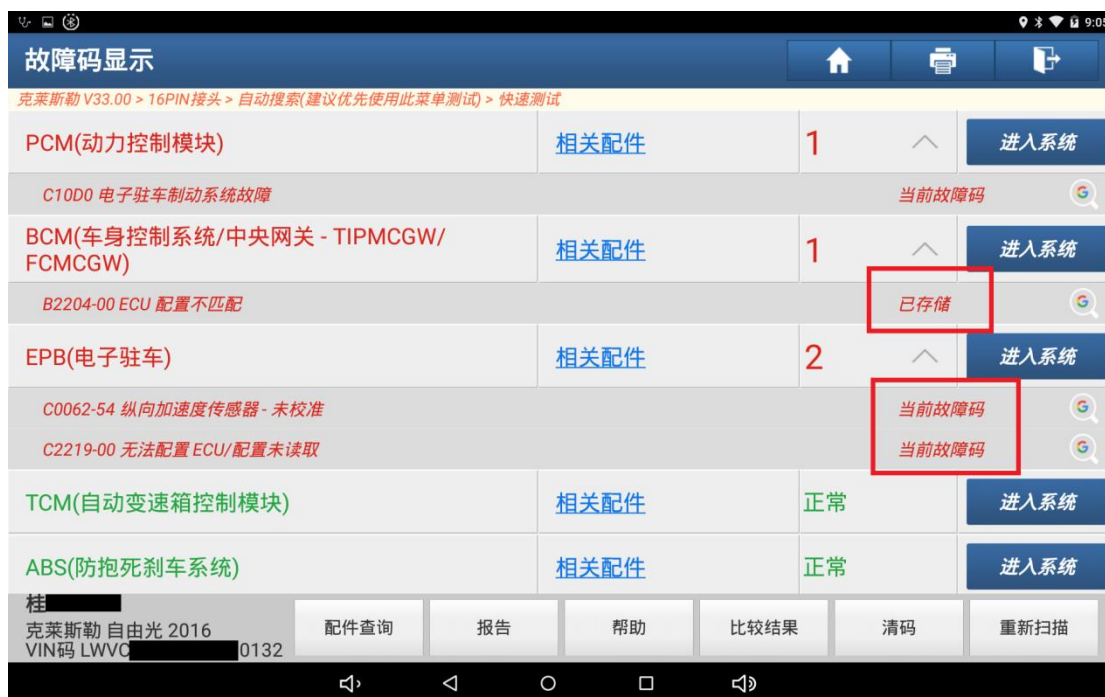 9:05
故障码显示
克莱斯勒 V33.00 > 16PIN接头 > 自动搜索(建议优先使用此菜单测试) > 快速测试
PCM(动力控制模块) 相关配件 1 进入系统
C10D0 电子驻车制动系统故障 当前故障码
BCM(车身控制系统/中央网关 - TIPMCGW/
FCMCGW) 相关配件 1 进入系统
B2204-00 ECU 配置不匹配 已存储
EPB(电子驻车) 相关配件 2 进入系统
C0062-54 纵向加速度传感器 - 未校准 当前故障码
C2219-00 无法配置 ECU/配置未读取 当前故障码
TCM(自动变速箱控制模块) 相关配件 正常 进入系统
ABS(防抱死刹车系统) 相关配件 正常 进入系统
桂
克莱斯勒 自由光 2016
VIN码 LWVC 0132
配件查询 报告 帮助 比较结果 清码 重新扫描